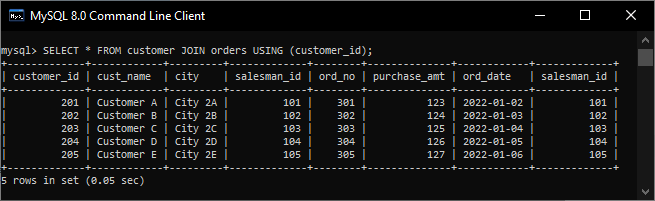 MySQL 8.0 Command Line Client
mysql> SELECT * FROM customer JOIN orders USING (customer_id);
+-------------+------------+---------+-------------+--------+--------------+------------+-------------+
| customer_id | cust_name  | city    | salesman_id | ord_no | purchase_amt | ord_date   | salesman_id |
+-------------+------------+---------+-------------+--------+--------------+------------+-------------+
|         201 | Customer A | City 2A |         101 |    301 |          123 | 2022-01-02 |         101 |
|         202 | Customer B | City 2B |         102 |    302 |          124 | 2022-01-03 |         102 |
|         203 | Customer C | City 2C |         103 |    303 |          125 | 2022-01-04 |         103 |
|         204 | Customer D | City 2D |         104 |    304 |          126 | 2022-01-05 |         104 |
|         205 | Customer E | City 2E |         105 |    305 |          127 | 2022-01-06 |         105 |
+-------------+------------+---------+-------------+--------+--------------+------------+-------------+
5 rows in set (0.05 sec)